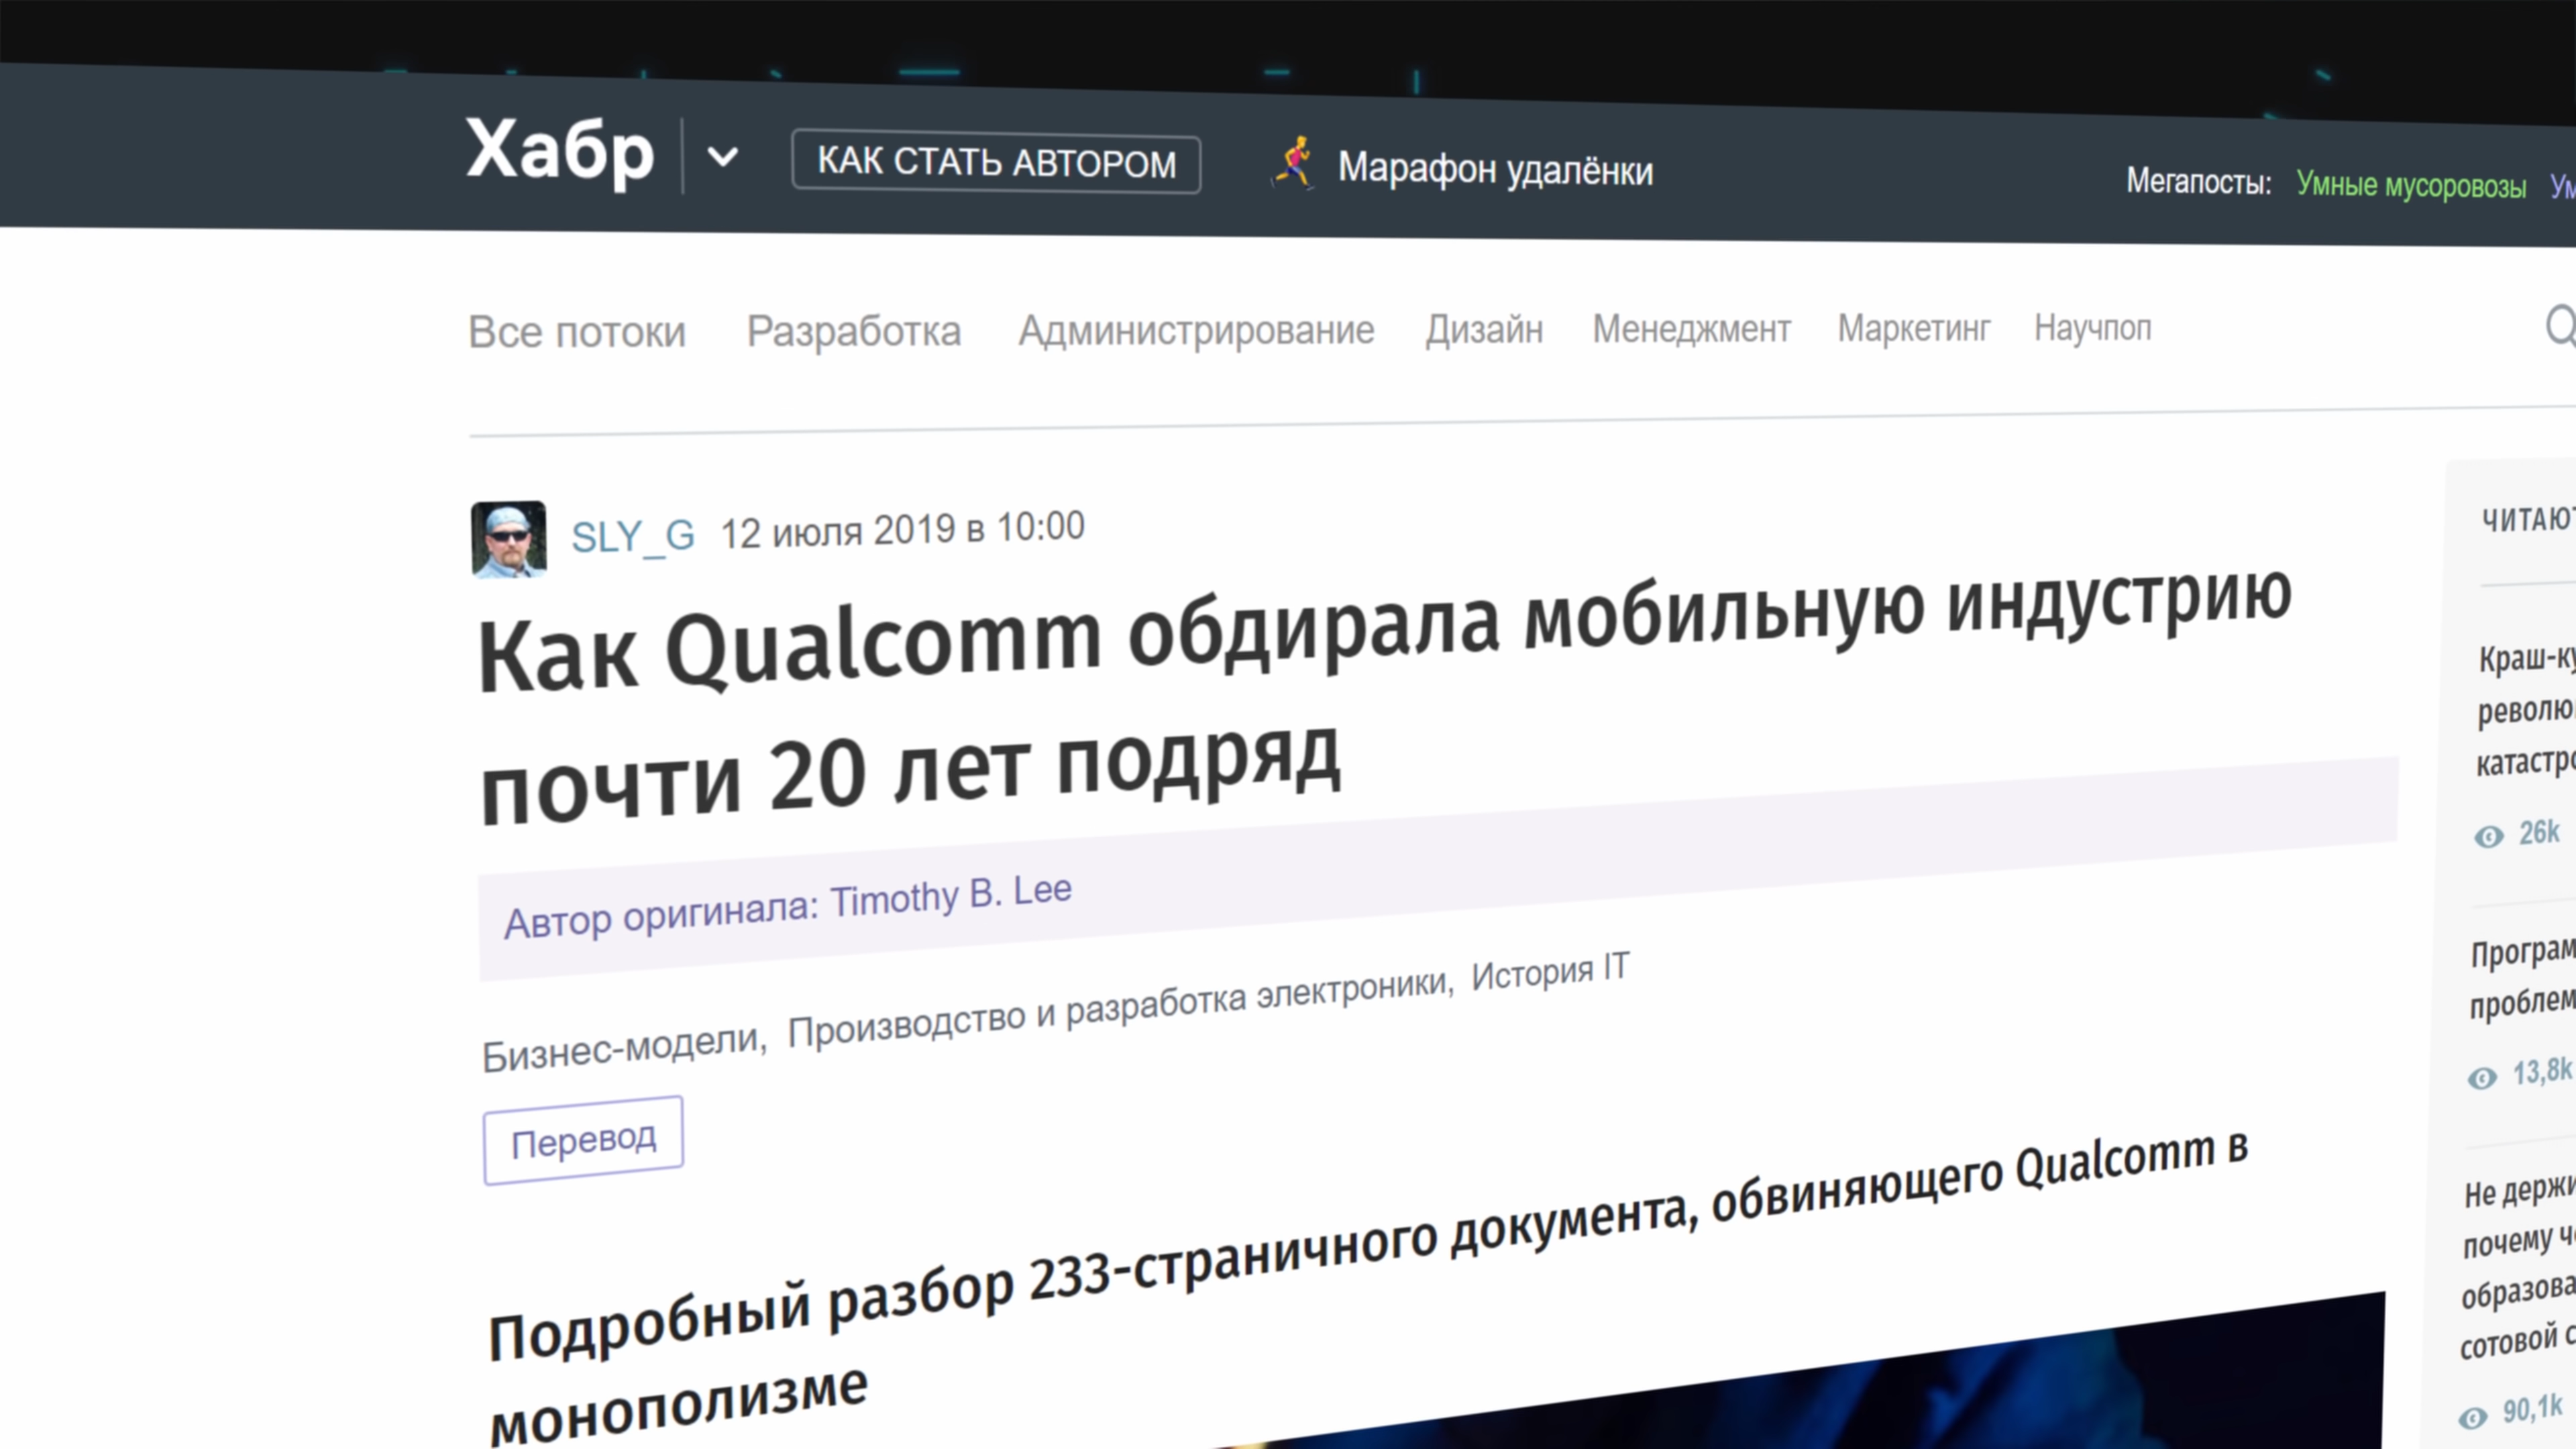 Хабр
КАК СТАТЬ АВТОРОМ
Марафон удалёнки
Мегапосты: Умные мусоровозы
Все потоки Разработка Администрирование Дизайн Менеджмент Маркетинг Научпоп
SLY_G 12 июля 2019 в 10:00
Как Qualcomm обдирала мобильную индустрию
почти 20 лет подряд
Автор оригинала: Timothy B. Lee
Бизнес-модели, Производство и разработка электроники, История IT
Перевод
Подробный разбор 233-страничного документа, обвиняющего Qualcomm в
монополизме
26k
13,8k
Не
почему
сотовой
90,1k